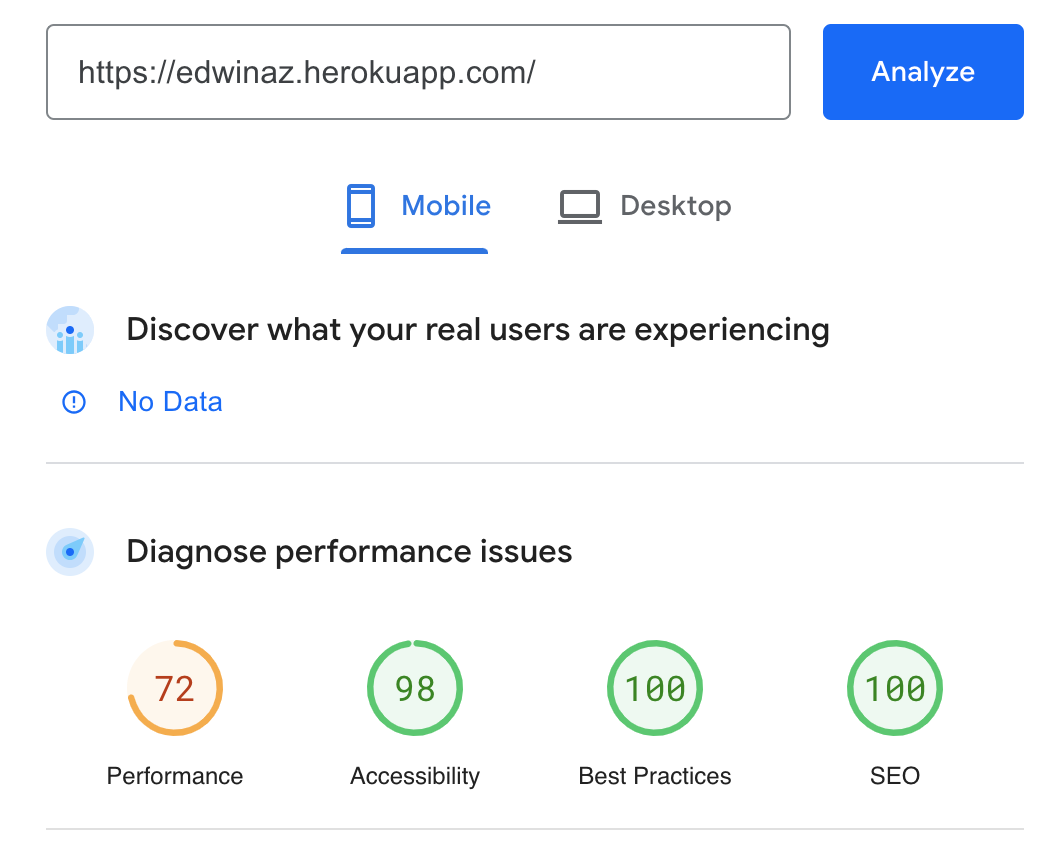 https://edwinaz.herokuapp.com/ Analyze
Mobile Desktop
Discover what your real users are experiencing
No Data
Diagnose performance issues
72 98 100 100
Performance Accessibility Best Practices SEO